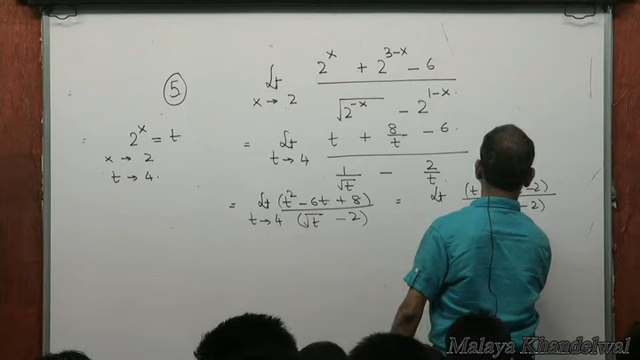 ⑤ Lt x→2 (2^x + 2^(3-x) - 6) / (√(2^-x) - 2^(1-x))
2^x = t
x → 2
t → 4.
= Lt t→4 (t + 8/t - 6) / (1/√t - 2/t)
= Lt t→4 (t² - 6t + 8) / (√t - 2) = Lt (t -2) / -2)
Malaya Khandelwal